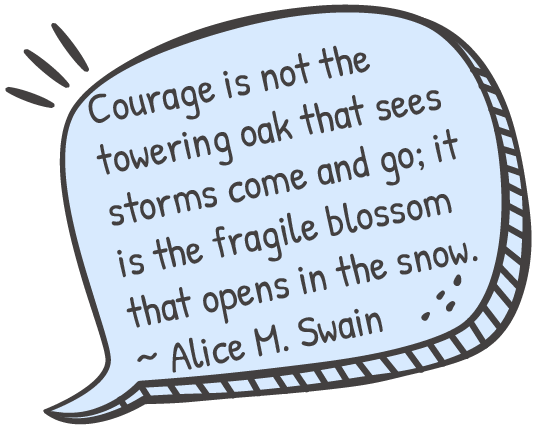 Courage is not the
towering oak that sees
storms come and go; it
is the fragile blossom
that opens in the snow.
~ Alice M. Swain